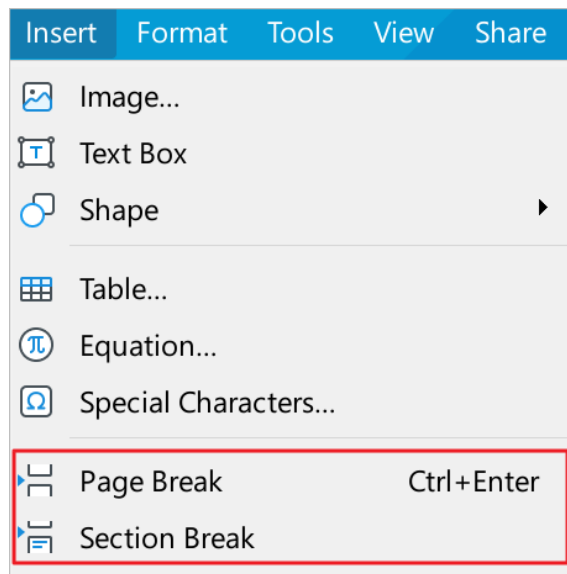 Insert Format Tools View Share
Image...
Text Box
Shape
Table...
Equation...
Special Characters...
Page Break Ctrl+Enter
Section Break